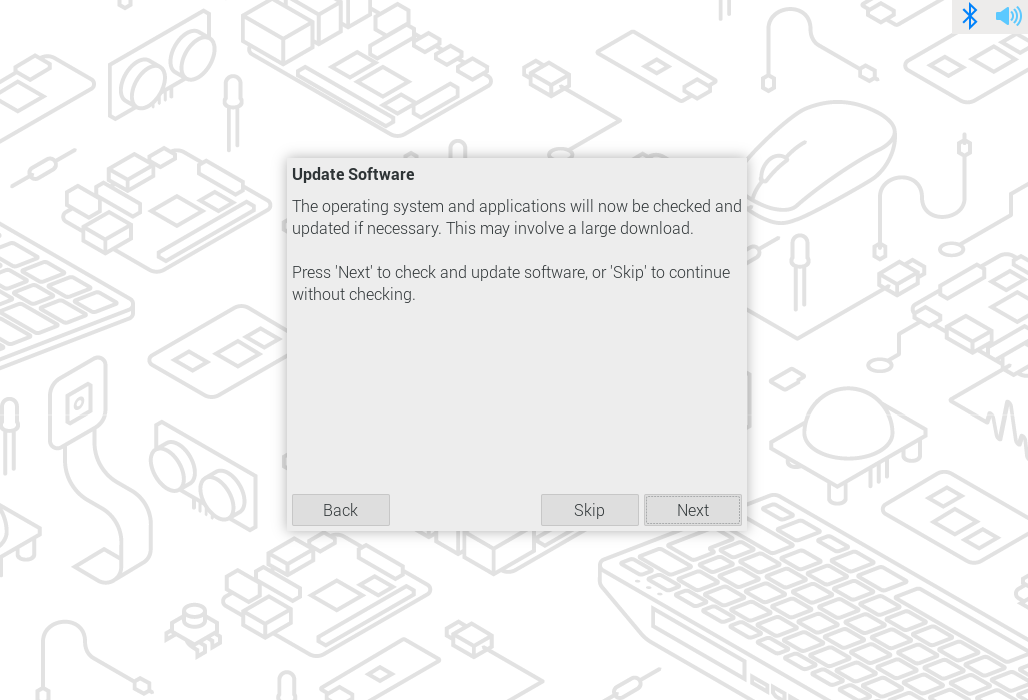 Update Software
The operating system and applications will now be checked and
updated if necessary. This may involve a large download.
Press 'Next' to check and update software, or 'Skip' to continue
without checking.
Back Skip Next